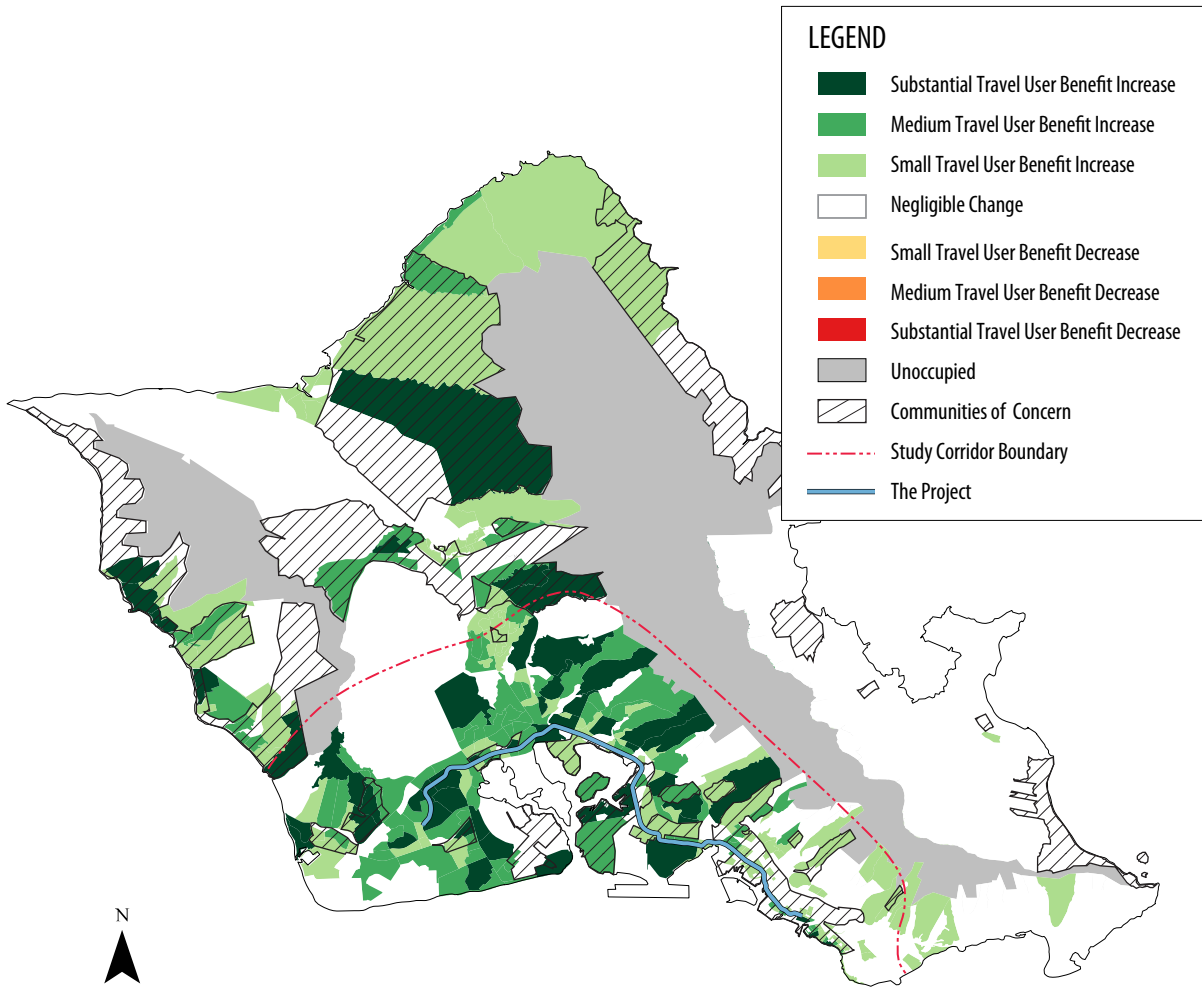 LEGEND
Substantial Travel User Benefit Increase
Medium Travel User Benefit Increase
Small Travel User Benefit Increase
Negligible Change
Small Travel User Benefit Decrease
Medium Travel User Benefit Decrease
Substantial Travel User Benefit Decrease
Unoccupied
Communities of Concern
Study Corridor Boundary
The Project
N